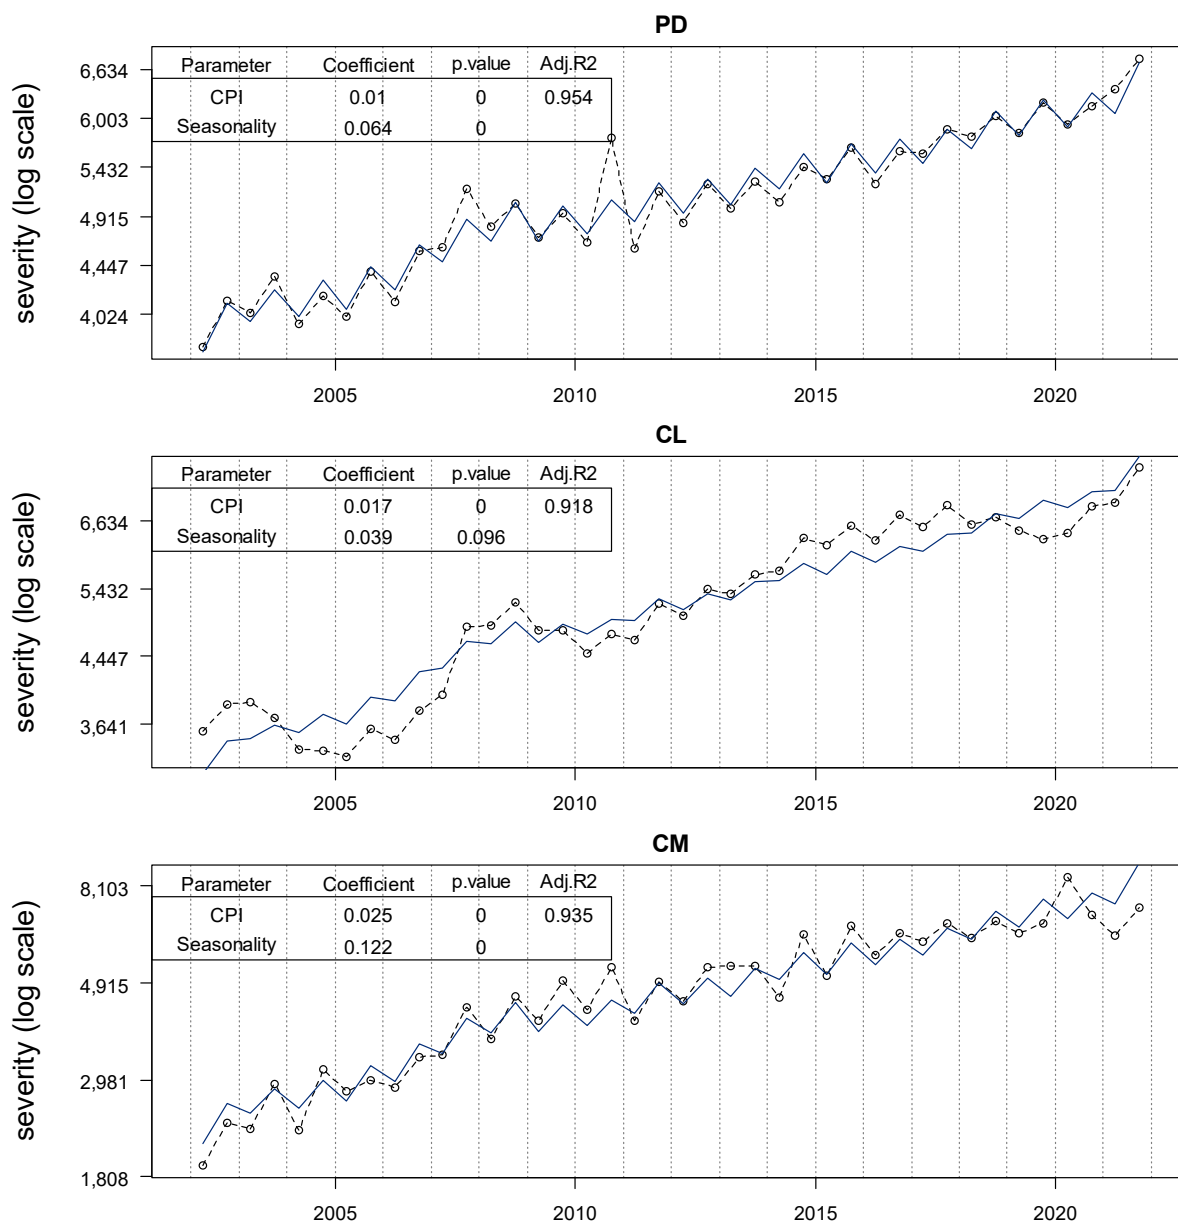 PD
severity (log scale)
6,634
6,003
5,432
4,915
4,447
4,024
Parameter Coefficient p.value Adj.R2
CPI 0.01 0 0.954
Seasonality 0.064 0
2005 2010 2015 2020
CL
severity (log scale)
6,634
5,432
4,447
3,641
Parameter Coefficient p.value Adj.R2
CPI 0.017 0 0.918
Seasonality 0.039 0.096
2005 2010 2015 2020
CM
severity (log scale)
8,103
4,915
2,981
1,808
Parameter Coefficient p.value Adj.R2
CPI 0.025 0 0.935
Seasonality 0.122 0
2005 2010 2015 2020